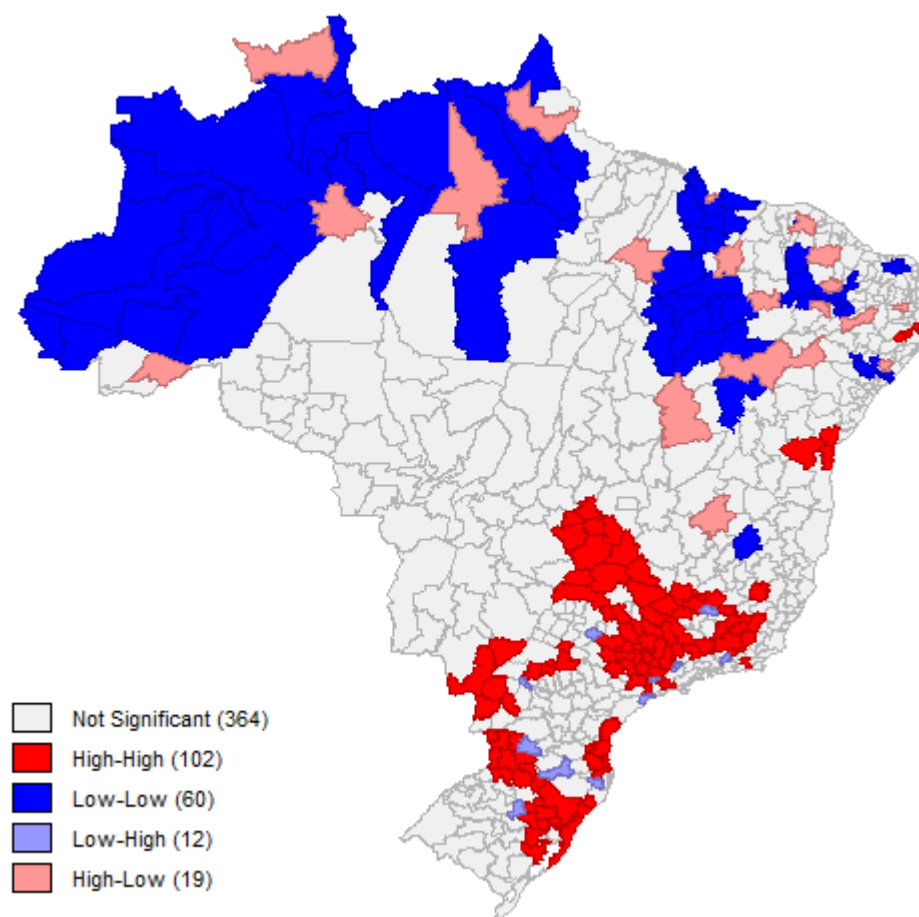 Not Significant (364)
High-High (102)
Low-Low (60)
Low-High (12)
High-Low (19)